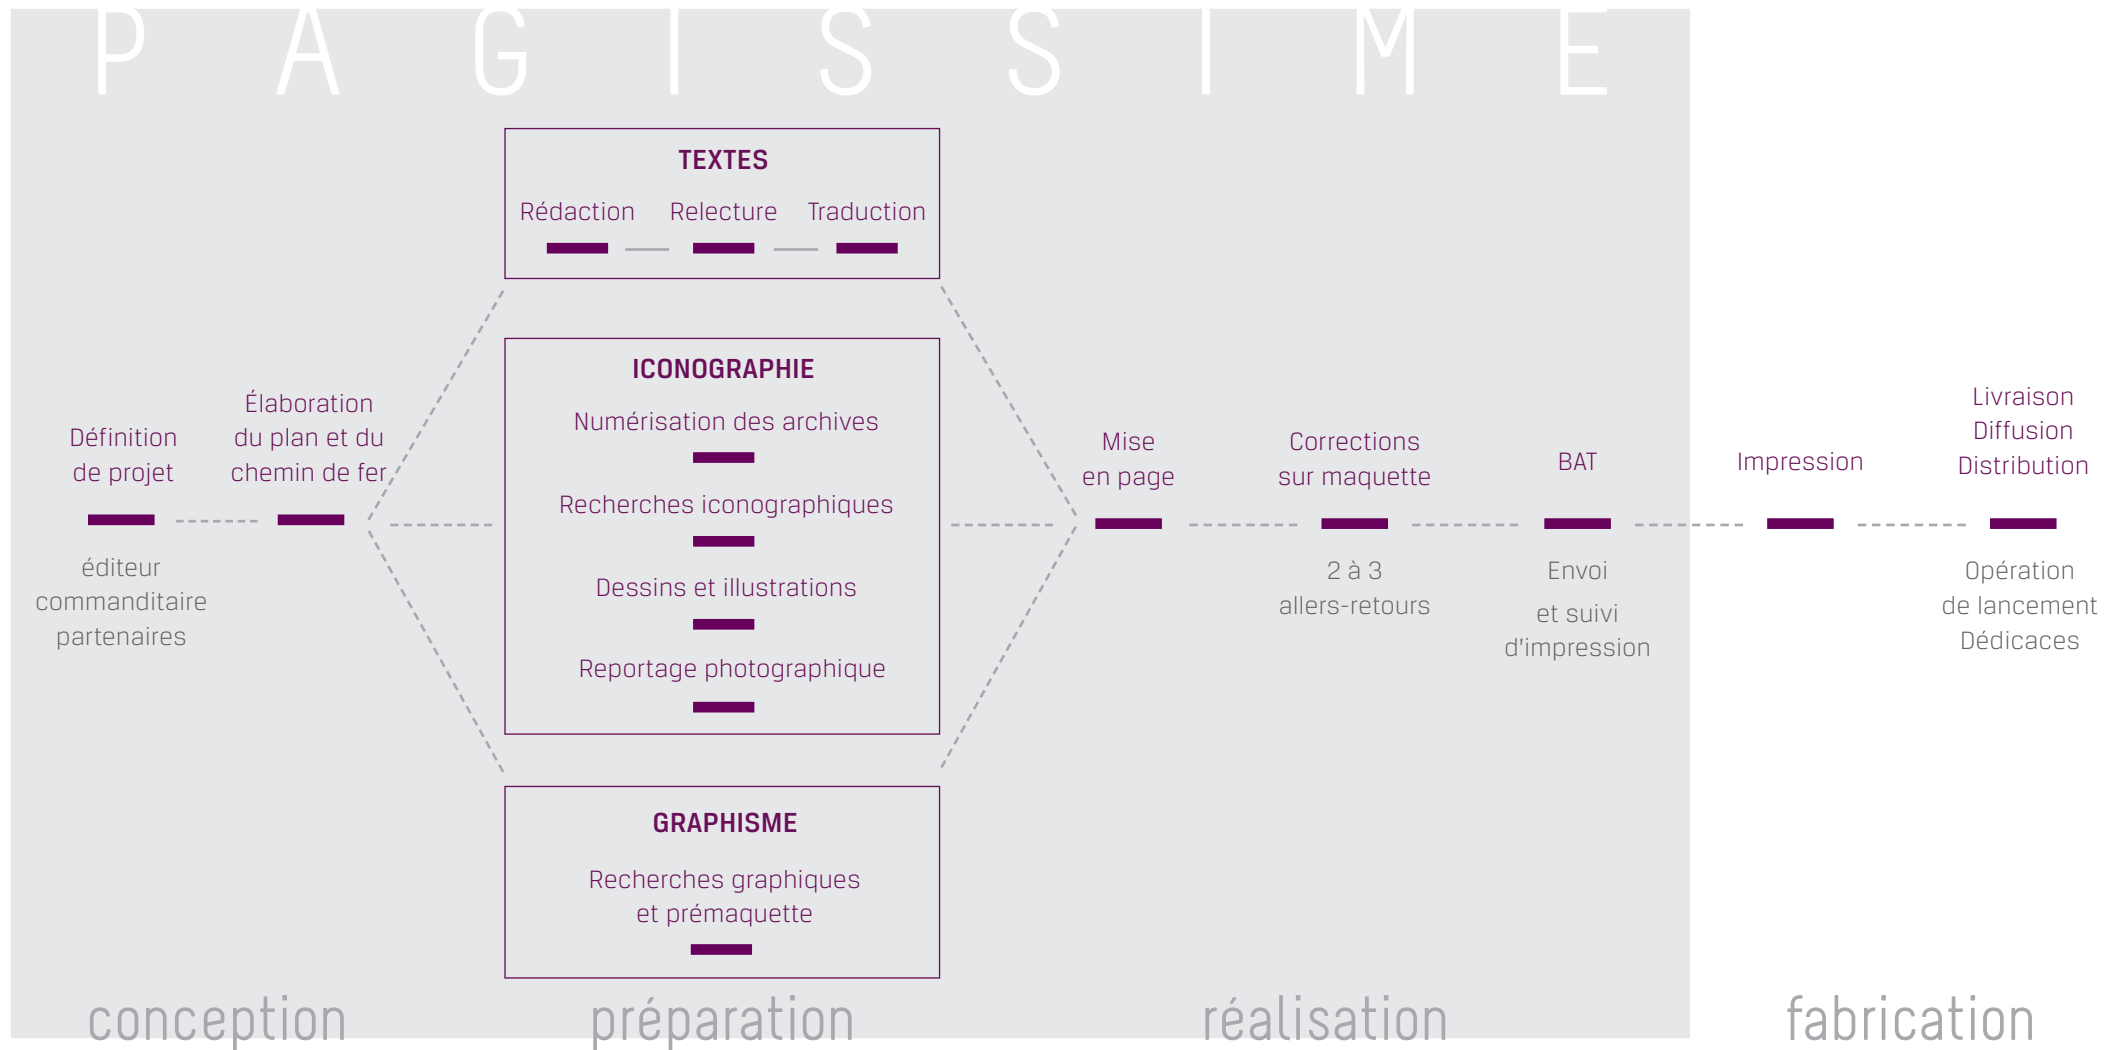 PAGISSIME
Définition
de projet
éditeur
commanditaire
partenaires
Élaboration
du plan et du
chemin de fer
TEXTES
Rédaction Relecture Traduction
ICONOGRAPHIE
Numérisation des archives
Recherches iconographiques
Dessins et illustrations
Reportage photographique
GRAPHISME
Recherches graphiques
et prémaquette
Mise
en page
Corrections
sur maquette
2 à 3
allers-retours
BAT
Envoi
et suivi
d'impression
Impression
Livraison
Diffusion
Distribution
Opération
de lancement
Dédicaces
conception préparation réalisation fabrication